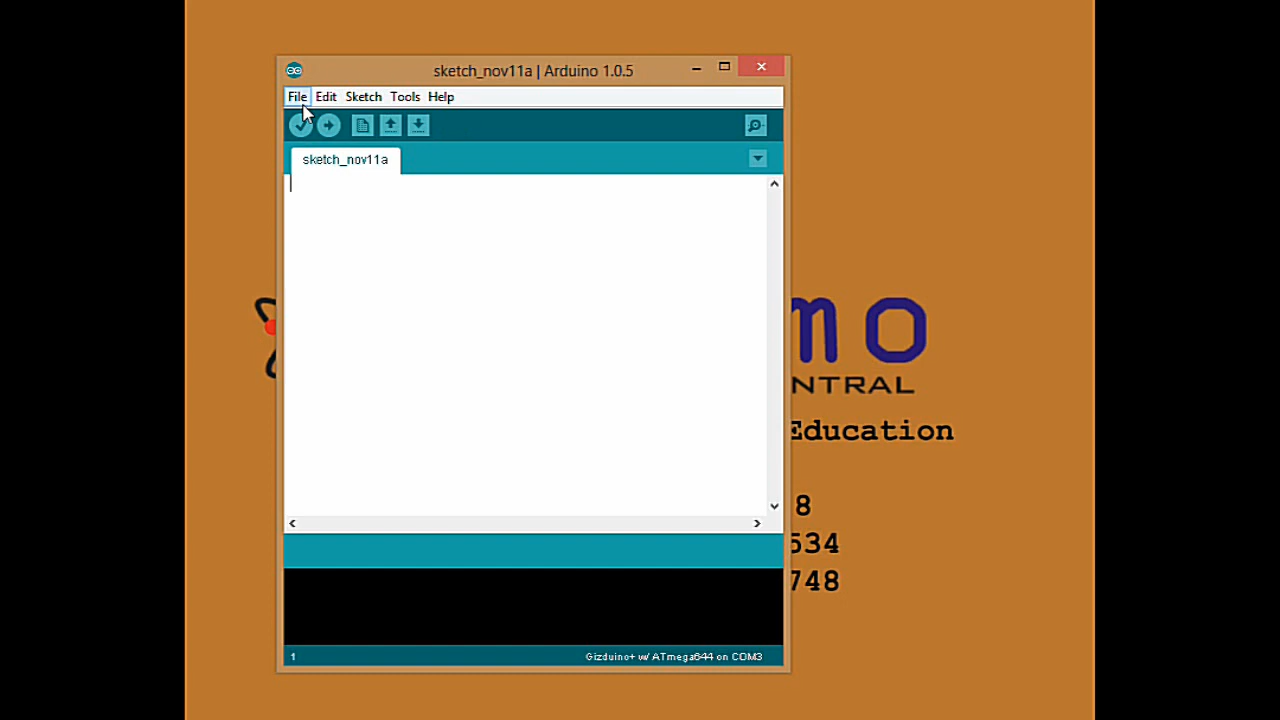 sketch_nov11a | Arduino 1.0.5
File Edit Sketch Tools Help
sketch_nov11a
mo
NTRAL
Education
8
534
748
1
Gizduino+ w/ ATmega644 on COM3